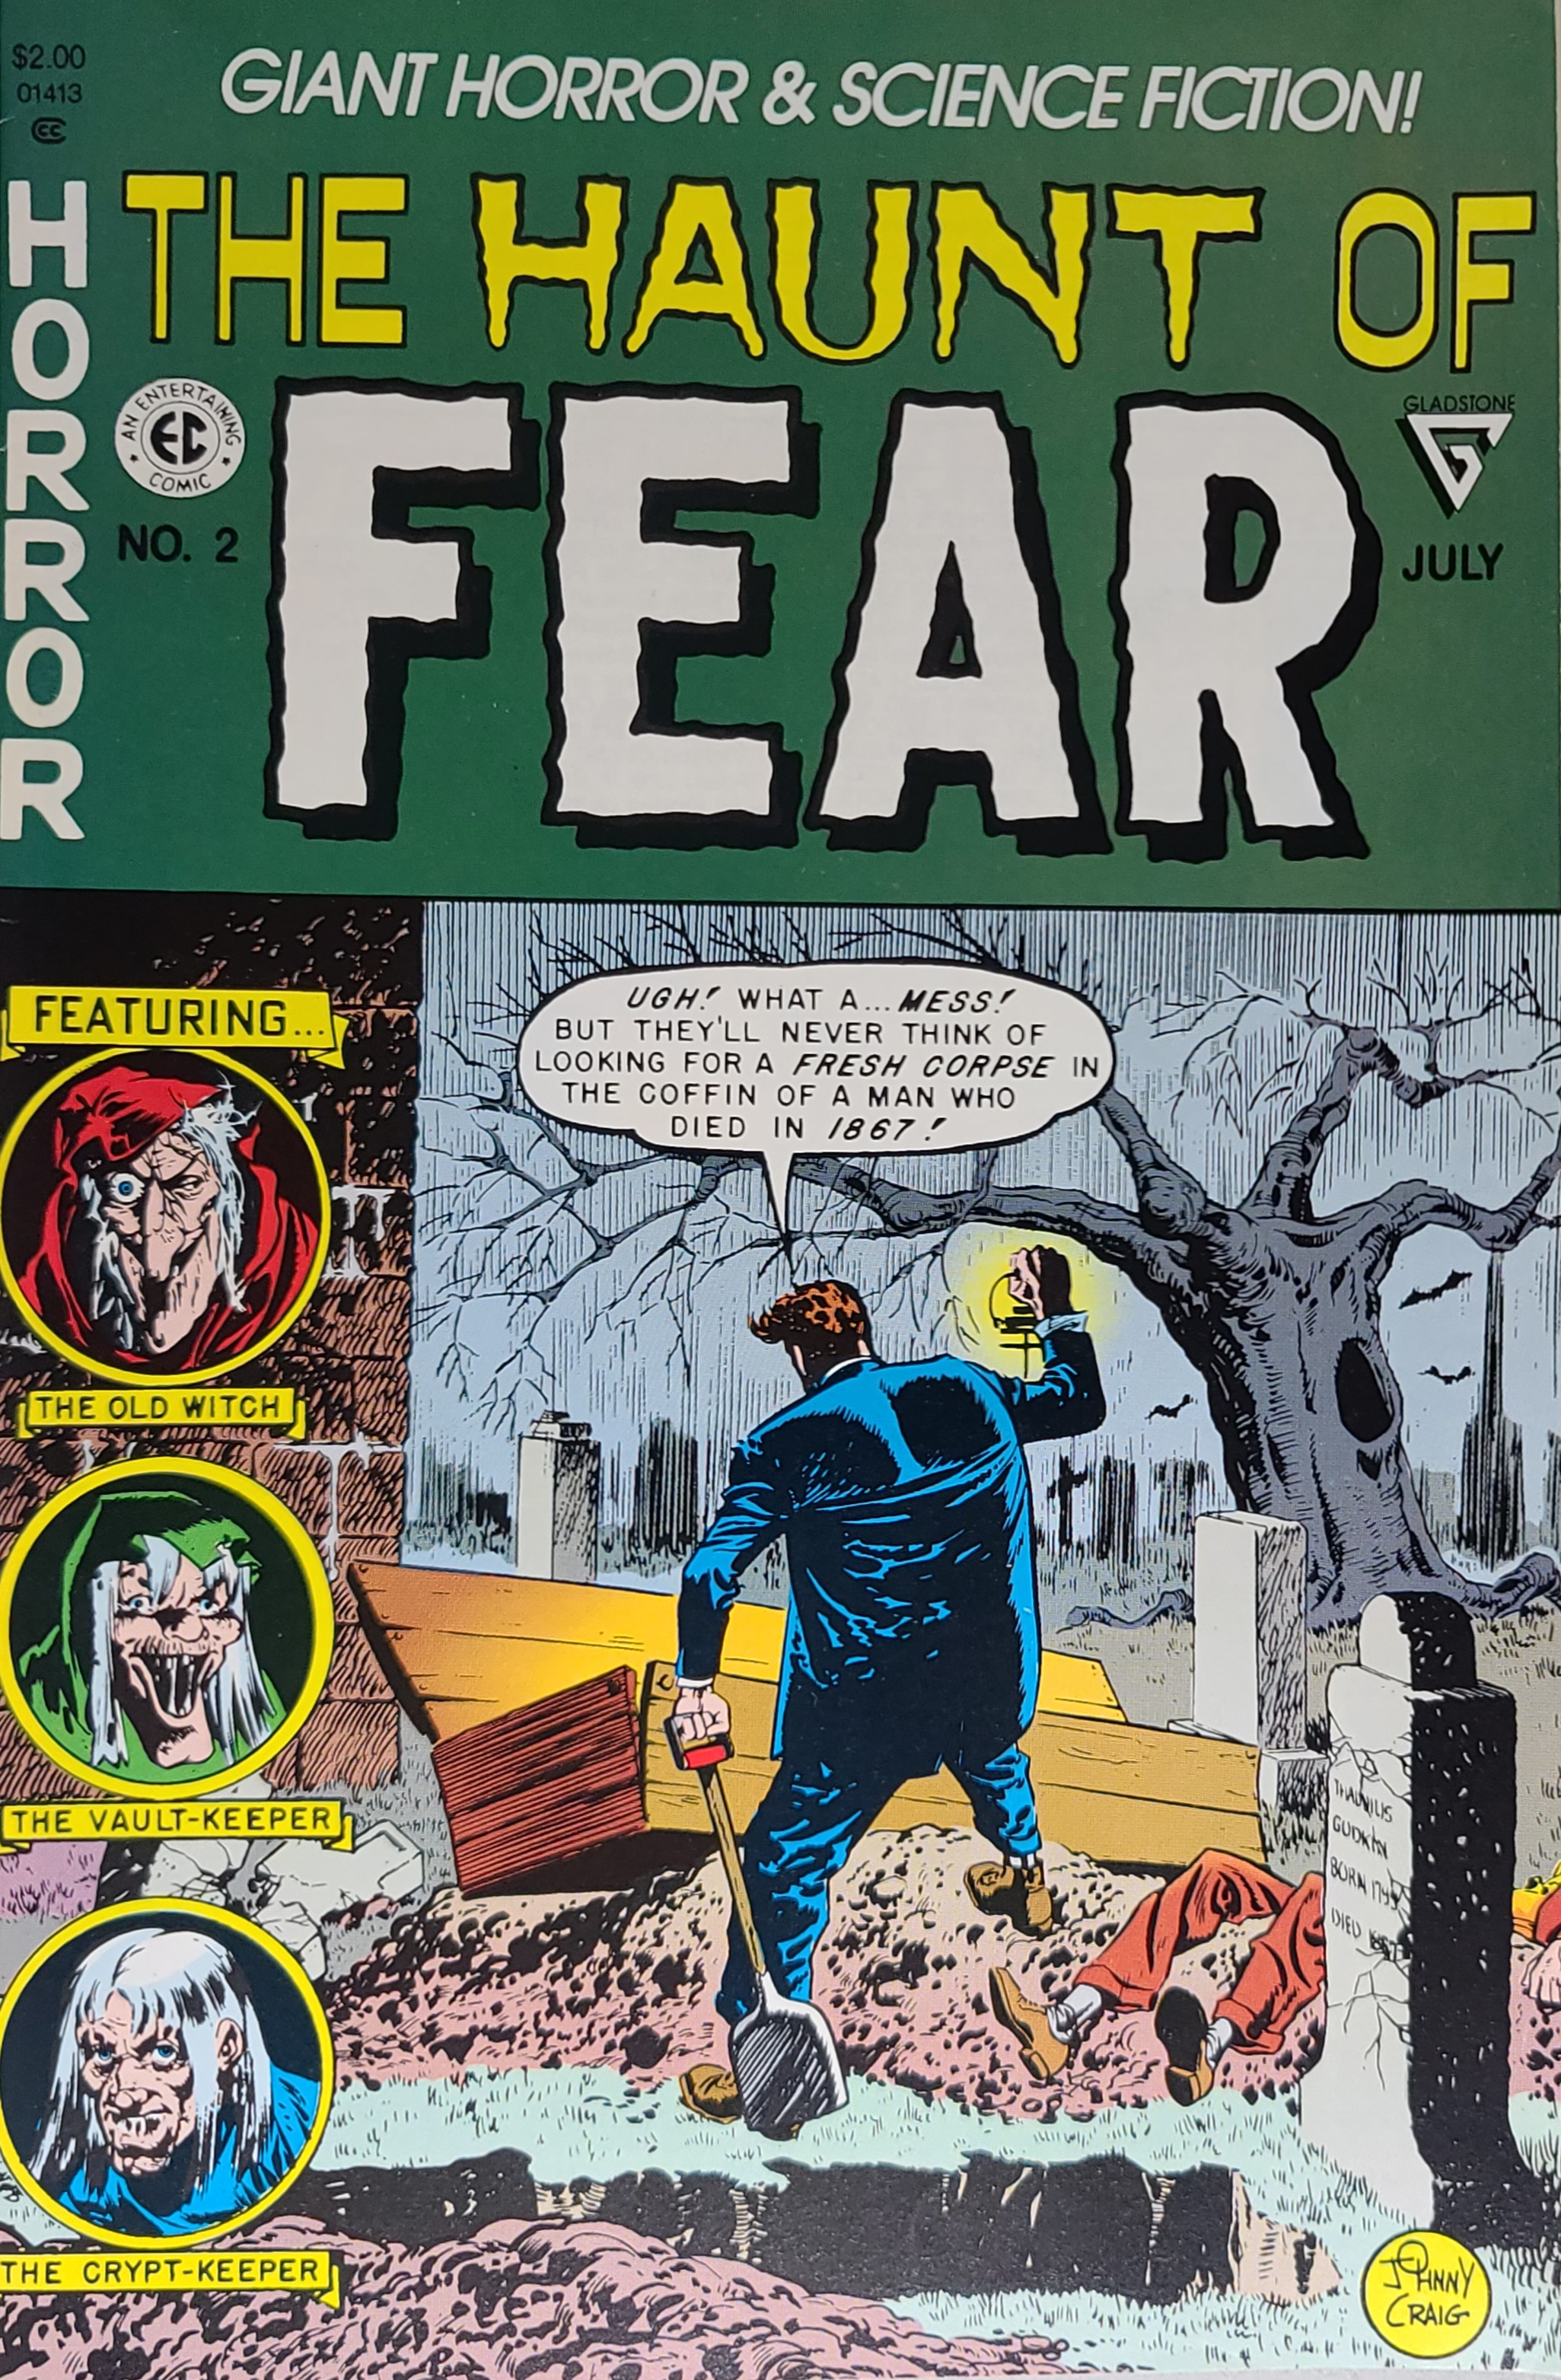 $2.00
01413
CC
GIANT HORROR & SCIENCE FICTION!
HORROR
THE HAUNT OF
FEAR
AN ENTERTAINING
EC
COMIC
NO. 2
GLADSTONE
G
JULY
UGH! WHAT A... MESS!
BUT THEY'LL NEVER THINK OF
LOOKING FOR A FRESH CORPSE IN
THE COFFIN OF A MAN WHO
DIED IN 1867!
FEATURING...
THE OLD WITCH
THE VAULT-KEEPER
THE CRYPT-KEEPER
BORN
DIED
JOHNNY
CRAIG